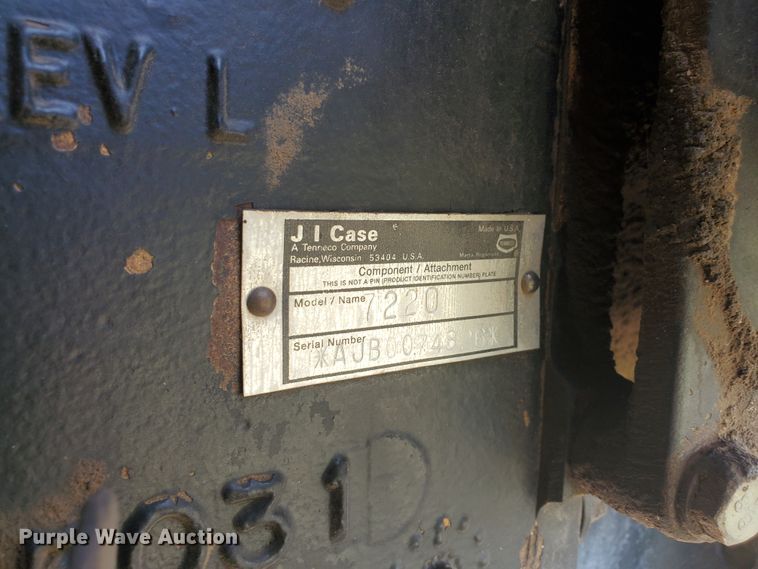 EV L
J I Case
A Tenneco Company
Racine, Wisconsin 53404 U.S.A.
Made In U.S.A.
TENNECO
Component / Attachment
THIS IS NOT A PIN (PRODUCT IDENTIFICATION NUMBER) PLATE
Model / Name 7220
Serial Number
031D
Purple Wave Auction